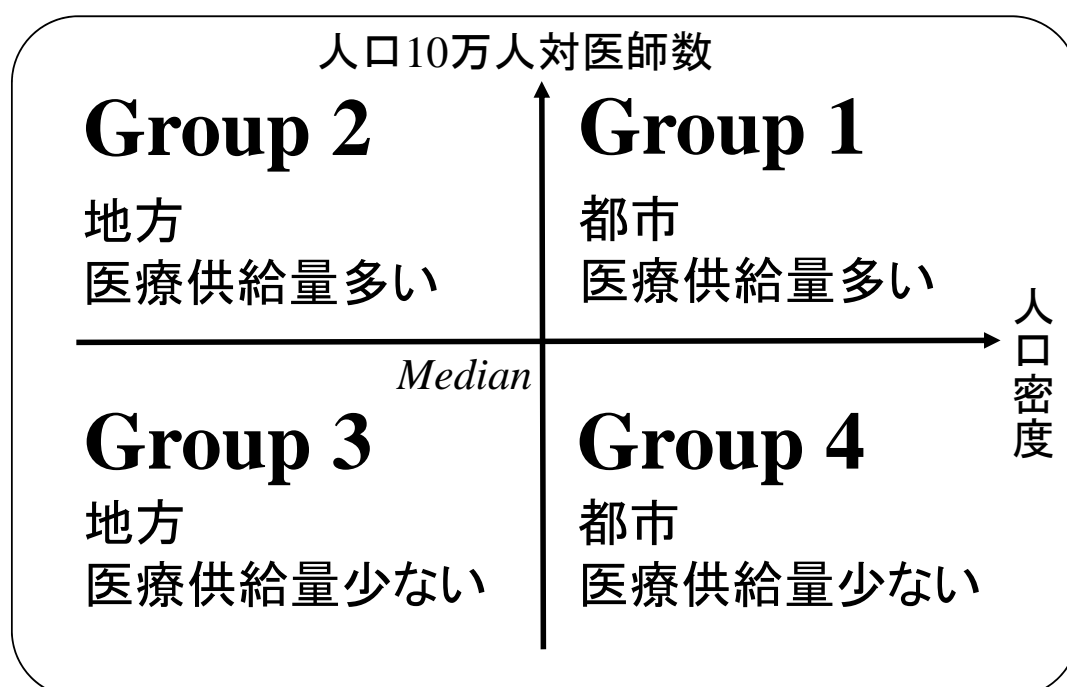 人口10万人対医師数
Group 2
地方
医療供給量多い
Group 1
都市
医療供給量多い
人口密度
Median
Group 3
地方
医療供給量少ない
Group 4
都市
医療供給量少ない